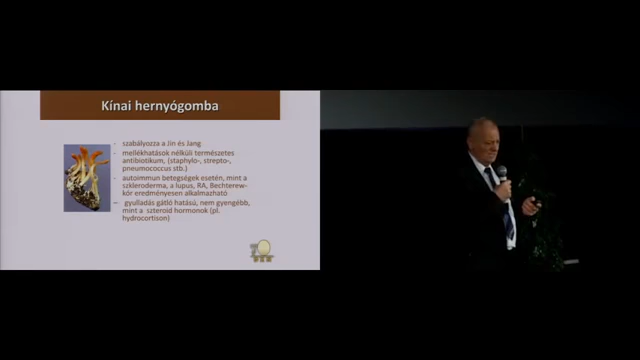 Kínai hernyógomba
- szabályozza a Jin és Jang
- mellékhatások nélküli természetes
antibiotikum, (staphylo-, strepto-,
pneumococcus stb.)
- autoimmun betegségek esetén, mint a
szkleroderma, a lupus, RA, Bechterew-
kór eredményesen alkalmazható
– gyulladás gátló hatású, nem gyengébb,
mint a szteroid hormonok (pl.
hydrocortison)